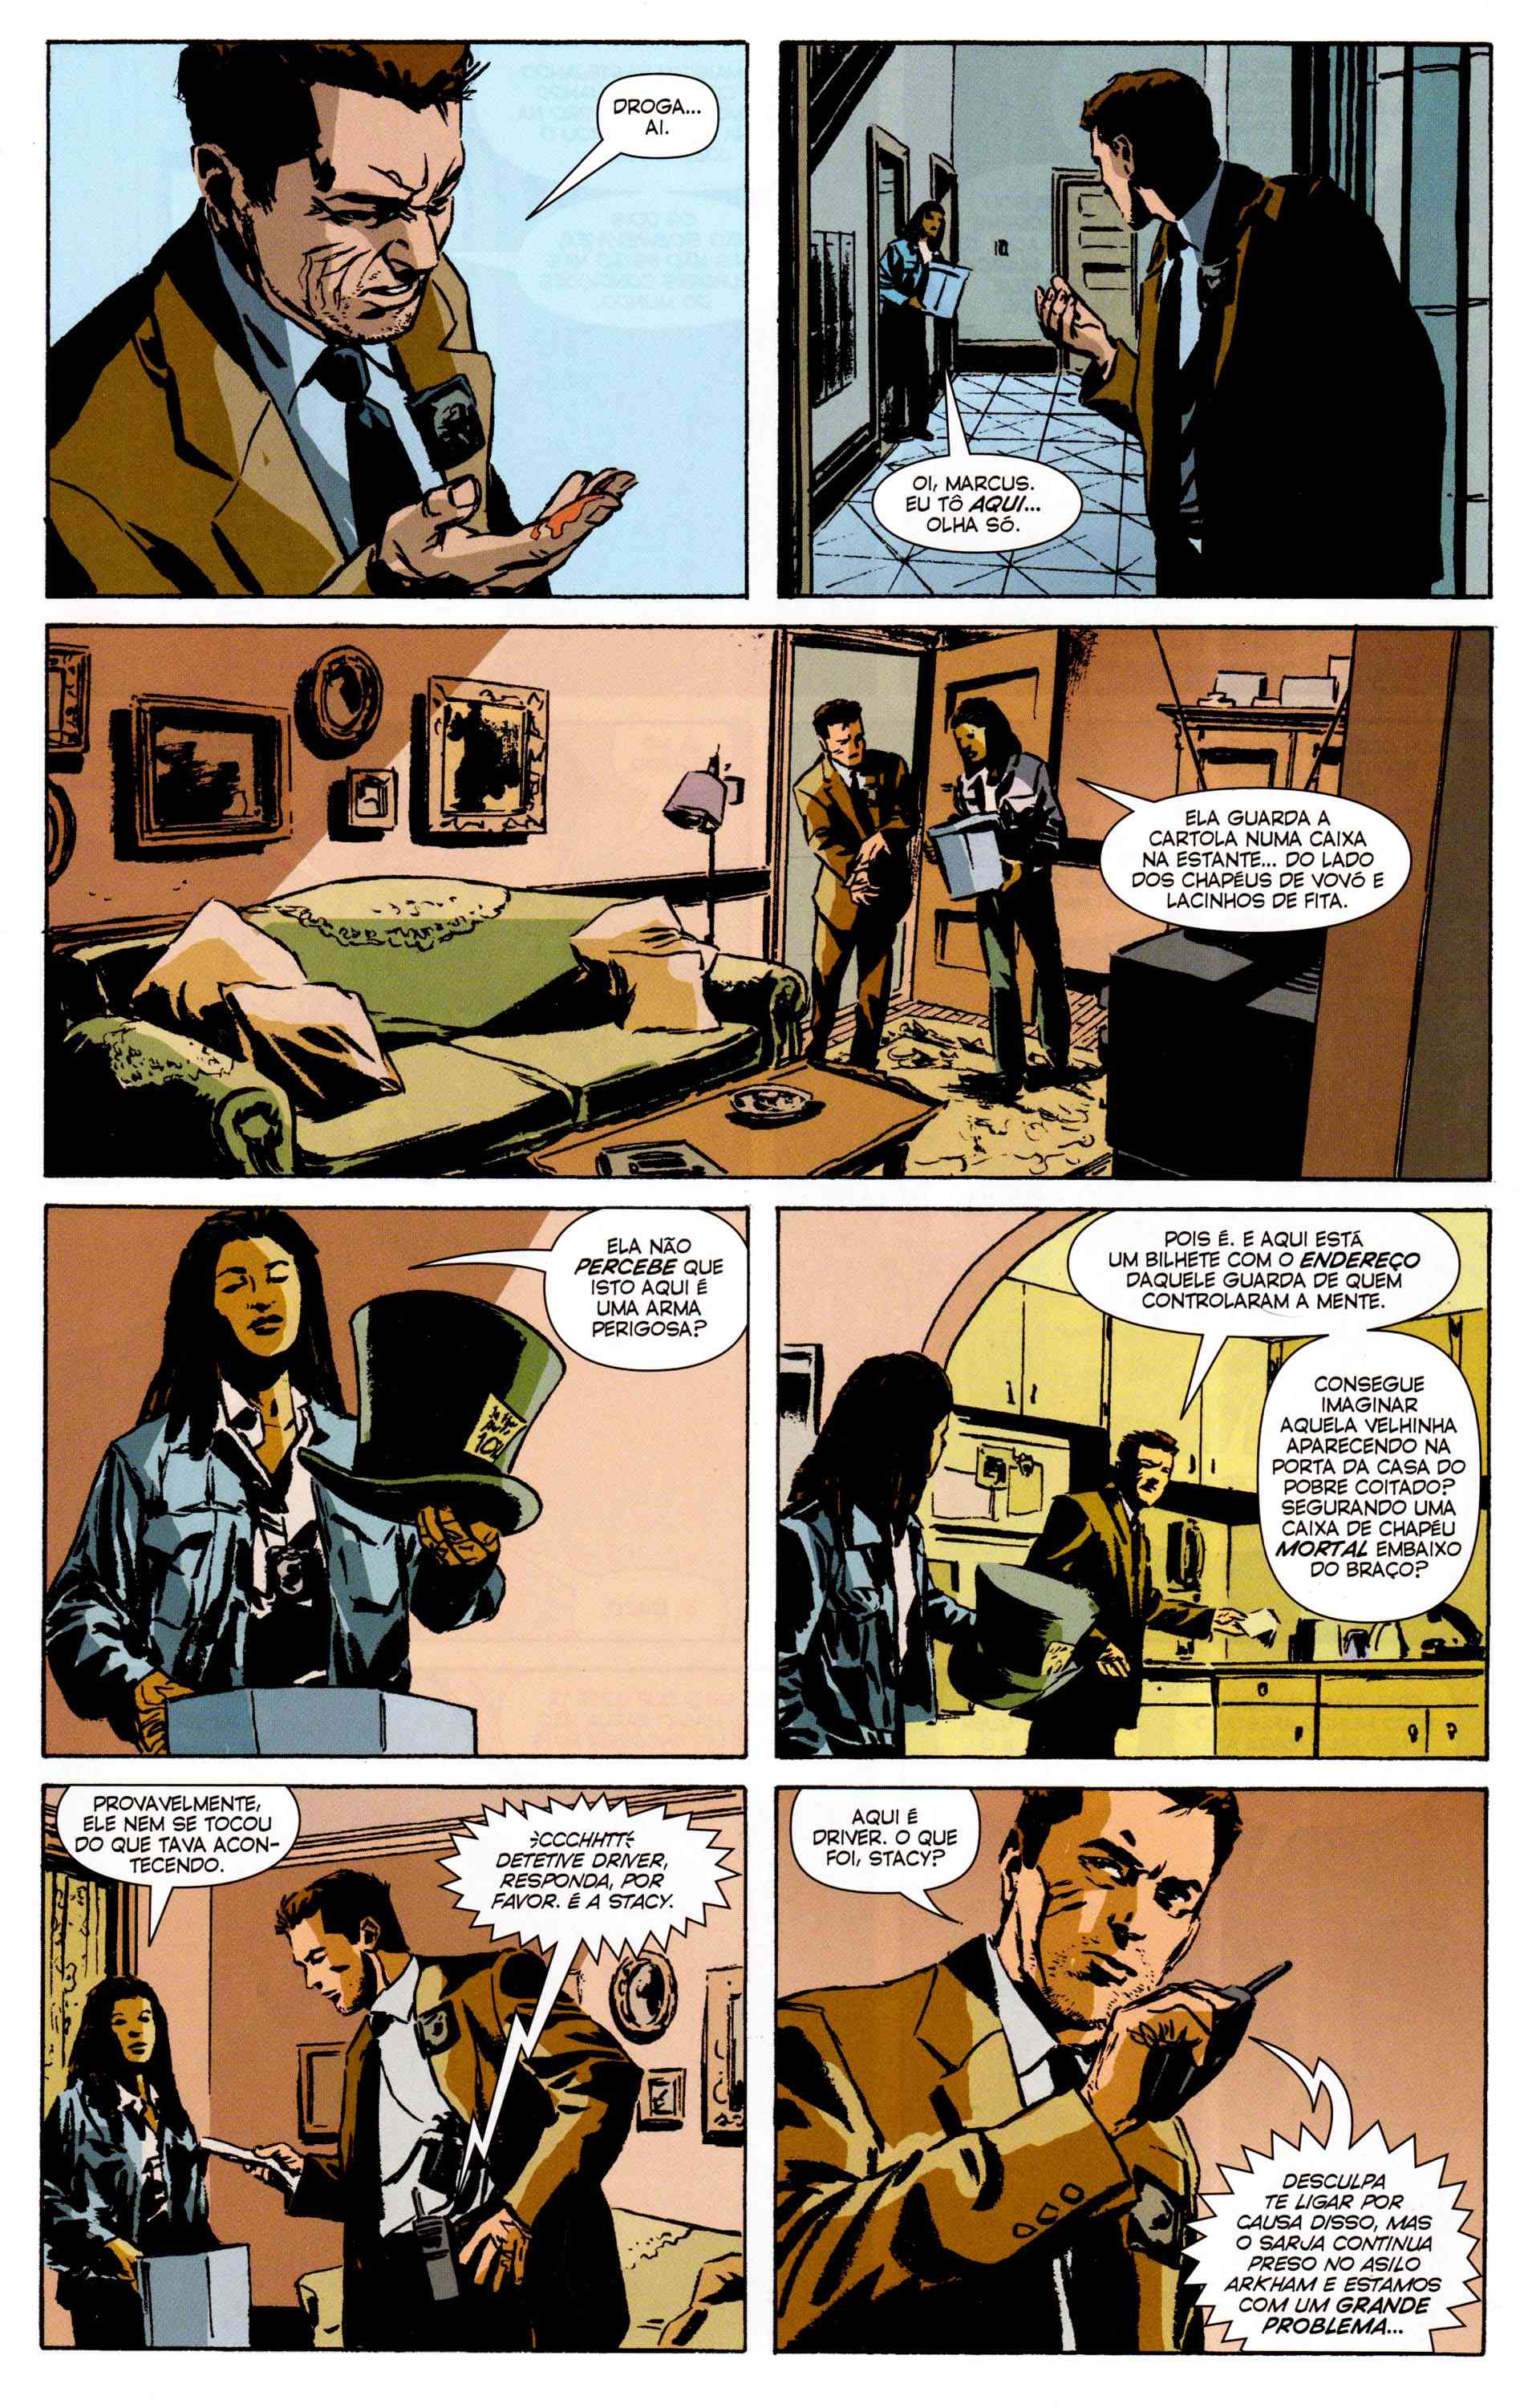 DROGA...
AI.
OI, MARCUS.
EU TÔ AQUI...
OLHA SÓ.
ELA GUARDA A
CARTOLA NUMA CAIXA
NA ESTANTE... DO LADO
DOS CHAPÉUS DE VOVÓ E
LACINHOS DE FITA.
ELA NÃO
PERCEBE QUE
ISTO AQUI É
UMA ARMA
PERIGOSA?
10/6
POIS É. E AQUI ESTÁ
UM BILHETE COM O ENDEREÇO
DAQUELE GUARDA DE QUEM
CONTROLARAM A MENTE.
CONSEGUE
IMAGINAR
AQUELA VELHINHA
APARECENDO NA
PORTA DA CASA DO
POBRE COITADO?
SEGURANDO UMA
CAIXA DE CHAPÉU
MORTAL EMBAIXO
DO BRAÇO?
PROVAVELMENTE,
ELE NEM SE TOCOU
DO QUE TAVA ACON-
TECENDO.
CCCHHTT
DETETIVE DRIVER,
RESPONDA, POR
FAVOR. É A STACY.
AQUI É
DRIVER. O QUE
FOI, STACY?
DESCULPA
TE LIGAR POR
CAUSA DISSO, MAS
O SARJA CONTINUA
PRESO NO ASILO
ARKHAM E ESTAMOS
COM UM GRANDE
PROBLEMA...